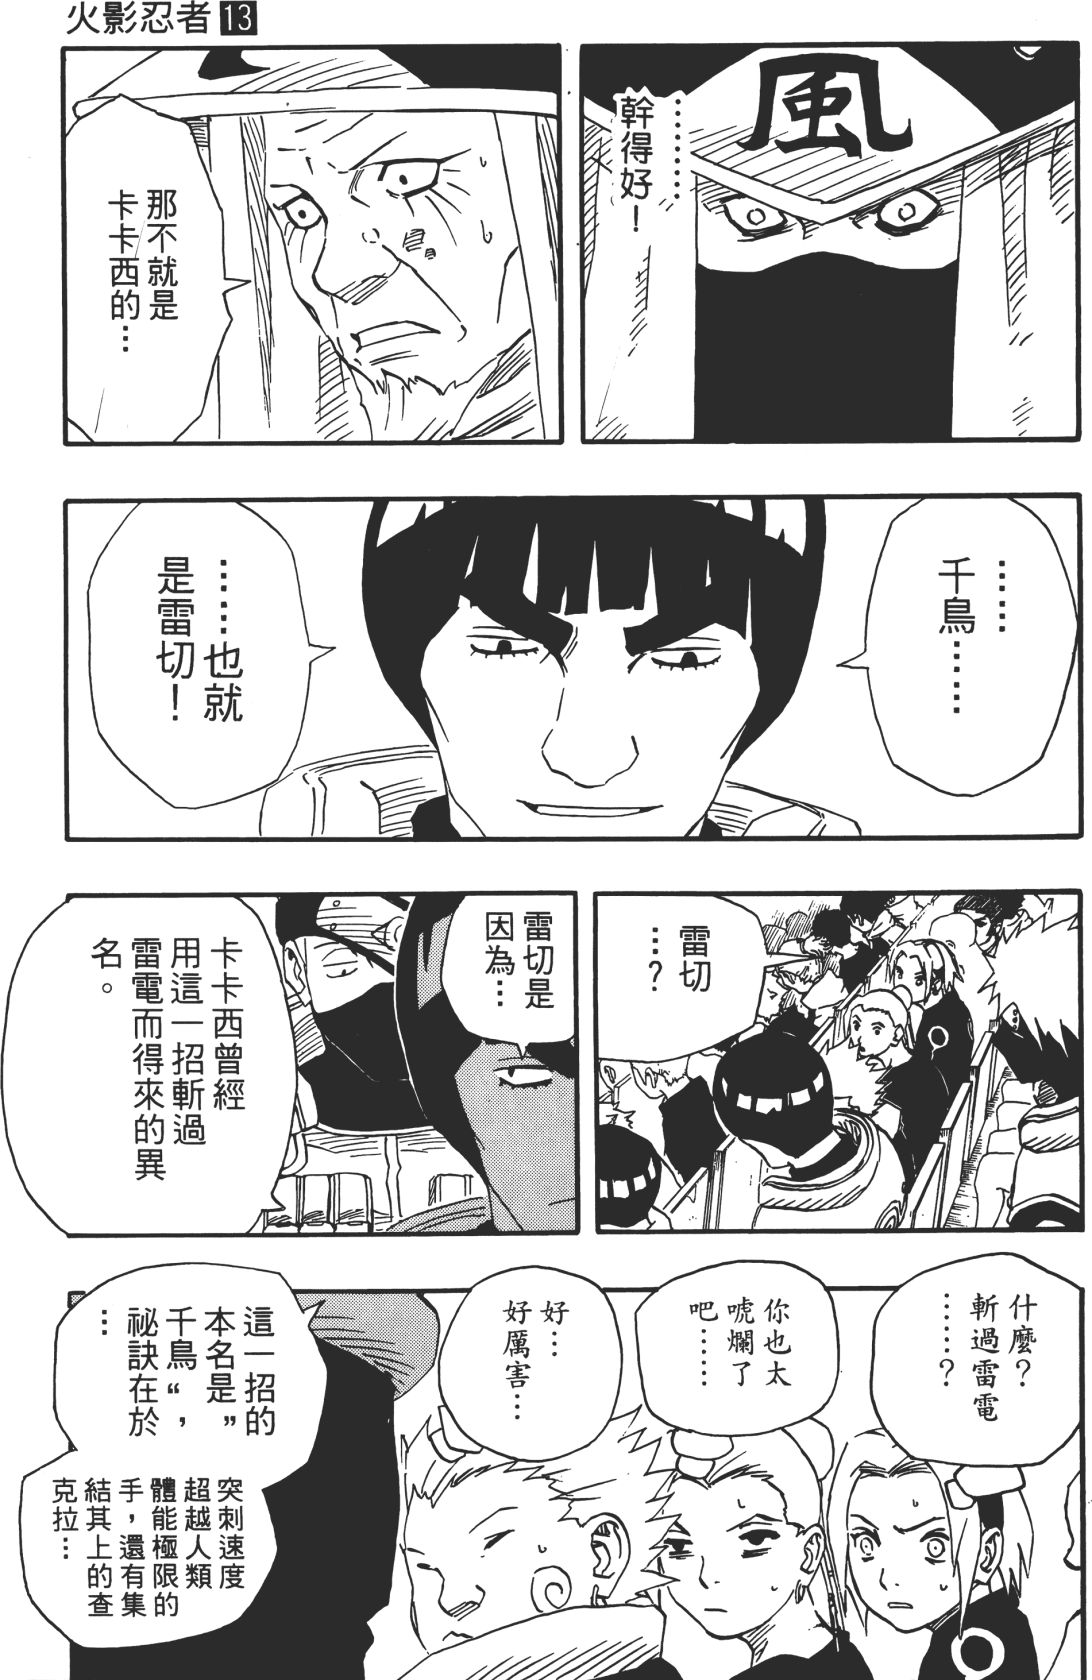 火影忍者13
風
………
幹得好！
那不就是
卡卡西的…
……
千鳥……
……也就
是雷切！
雷切
…？
雷切是
因為…
卡卡西曾經
用這一招斬過
雷電而得來的異
名。
什麼？
斬過雷電
……？
你也太
唬爛了
吧……
好…
好厲害…
這一招的
本名是”
千鳥“，
祕訣在於
…
突刺速度
超越人類
體能極限的
手，還有集
結其上的查
克拉…